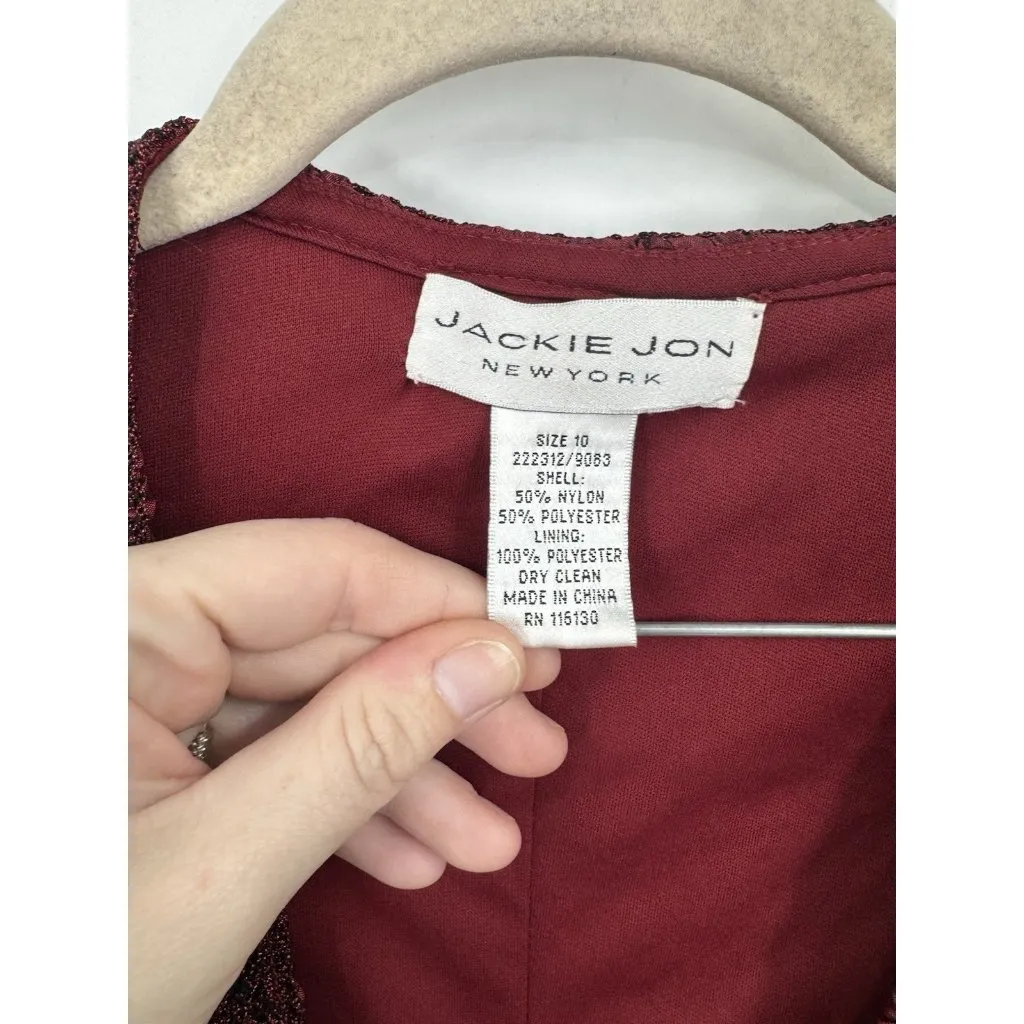 JACKIE JON
NEW YORK
SIZE 10
222312/9083
SHELL:
50% NYLON
50% POLYESTER
LINING:
100% POLYESTER
DRY CLEAN
MADE IN CHINA
RN 116130